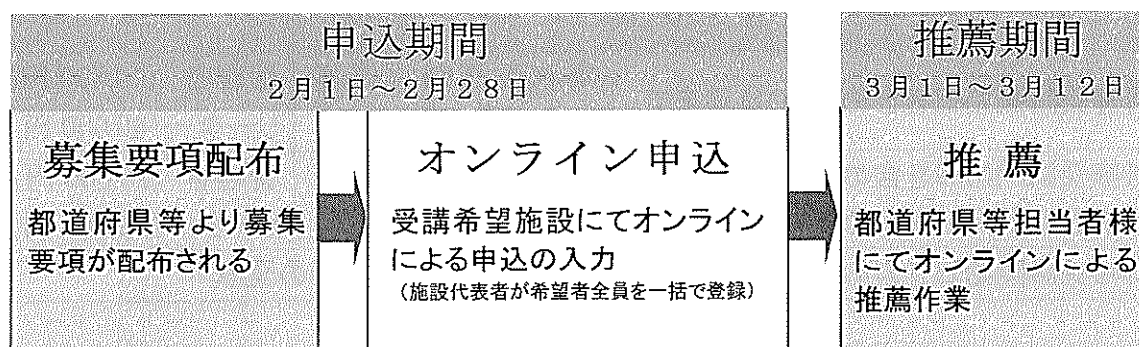 申込期間
2月1日～2月28日
募集要項配布
都道府県等より募集
要項が配布される
オンライン申込
受講希望施設にてオンライン
による申込の入力
（施設代表者が希望者全員を一括で登録）
推薦期間
3月1日～3月12日
推薦
都道府県等担当者様
にてオンラインによる
推薦作業